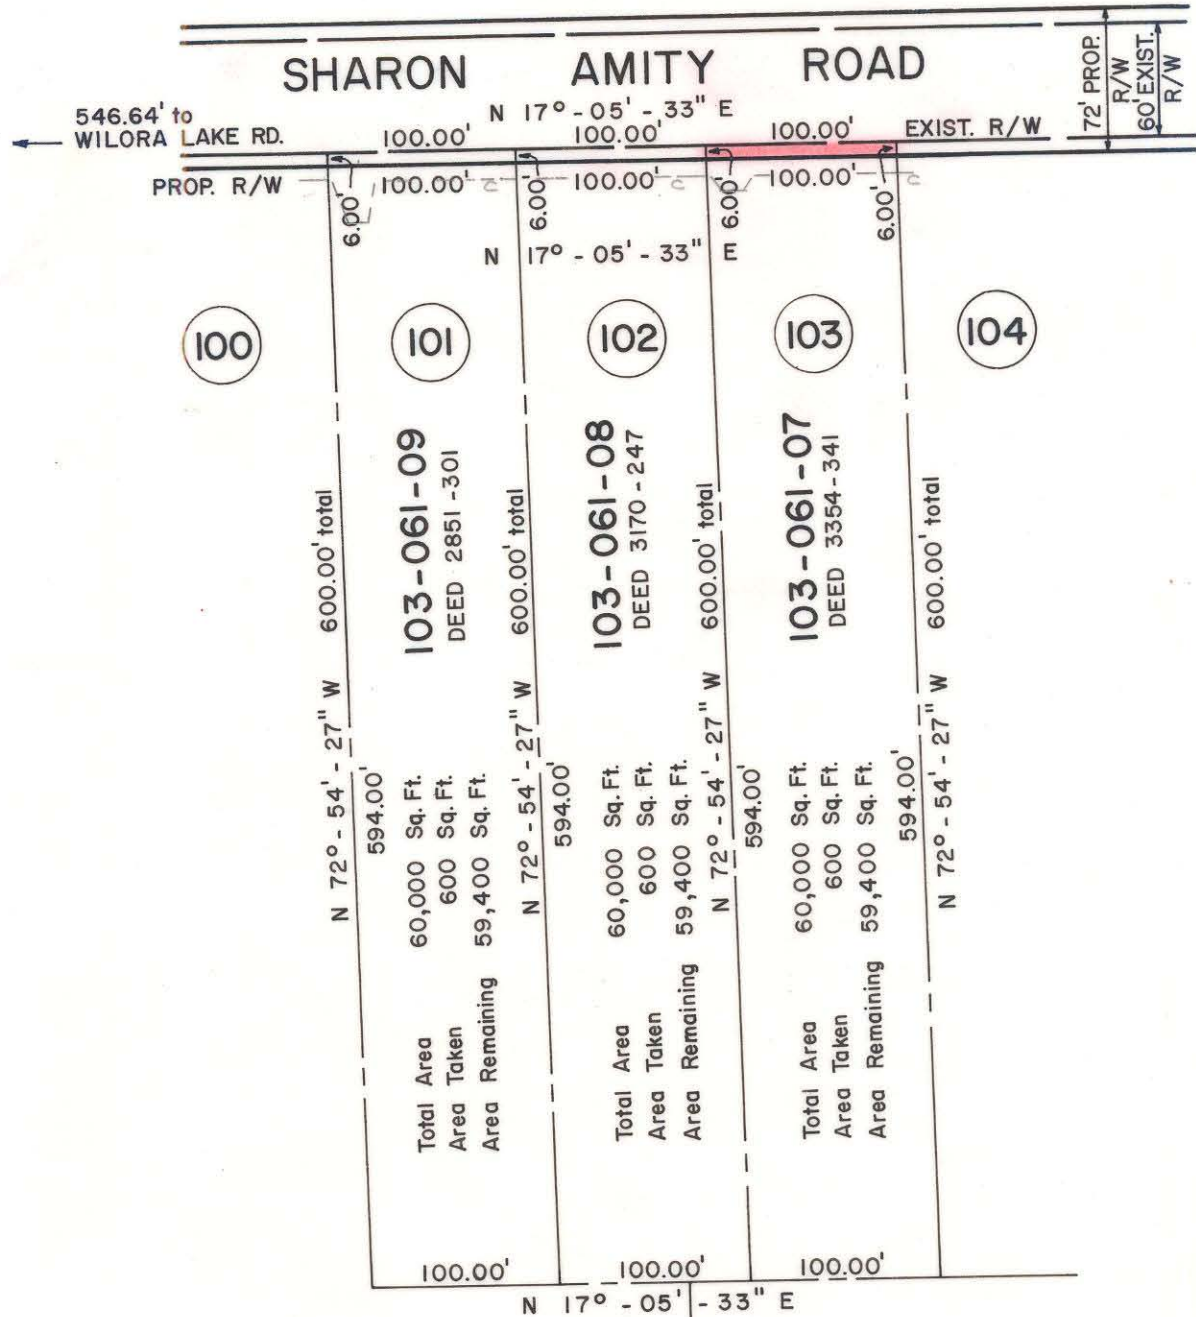 SHARON AMITY ROAD
N 17° - 05' - 33" E
546.64' to
WILORA LAKE RD.
100.00' 100.00' 100.00' EXIST. R/W
72' PROP.
R/W
60' EXIST.
R/W
PROP. R/W
100.00' c 100.00' c 100.00' c
6.00' 6.00' 6.00' 6.00'
N 17° - 05' - 33" E
100 101 102 103 104
N 72° - 54' - 27" W 600.00' total
594.00'
103-061-09
DEED 2851-301
Total Area 60,000 Sq. Ft.
Area Taken 600 Sq. Ft.
Area Remaining 59,400 Sq. Ft.
N 72° - 54' - 27" W 600.00' total
594.00'
103-061-08
DEED 3170-247
Total Area 60,000 Sq. Ft.
Area Taken 600 Sq. Ft.
Area Remaining 59,400 Sq. Ft.
N 72° - 54' - 27" W 600.00' total
594.00'
103-061-07
DEED 3354-341
Total Area 60,000 Sq. Ft.
Area Taken 600 Sq. Ft.
Area Remaining 59,400 Sq. Ft.
594.00'
N 72° - 54' - 27" W 600.00' total
100.00' 100.00' 100.00'
N 17° - 05' - 33" E